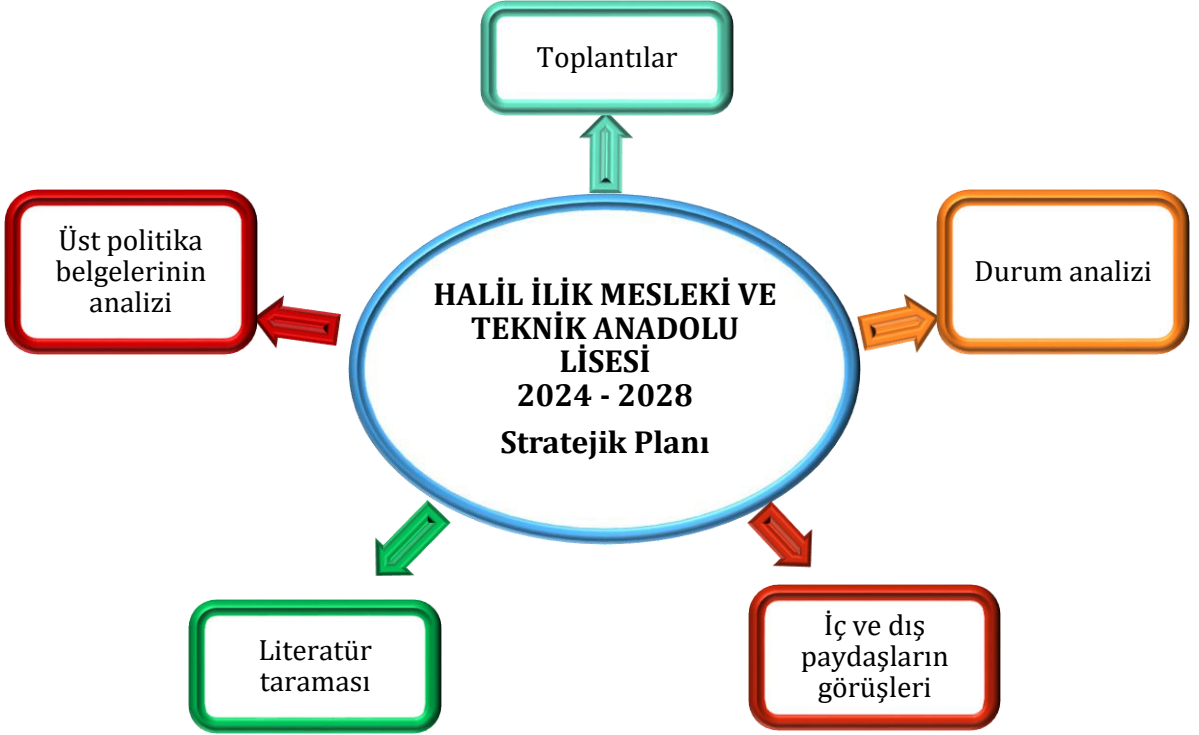 Toplantılar
Üst politika
belgelerinin
analizi
HALİL İLİK MESLEKİ VE
TEKNİK ANADOLU
LİSESİ
2024 - 2028
Stratejik Planı
Durum analizi
Literatür
taraması
İç ve dış
paydaşların
görüşleri